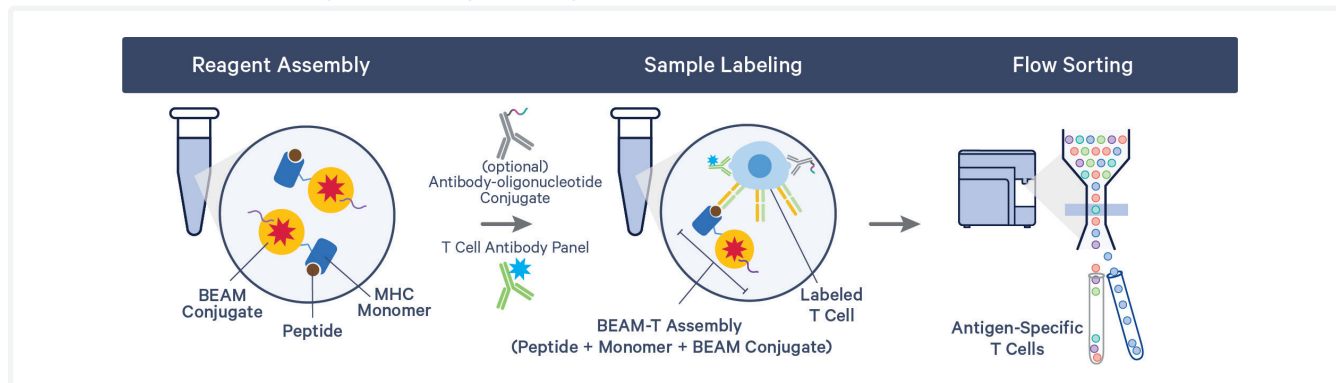 Reagent Assembly
Sample Labeling
Flow Sorting
(optional)
Antibody-oligonucleotide
Conjugate
T Cell Antibody Panel
BEAM
Conjugate
Peptide
MHC
Monomer
BEAM-T Assembly
(Peptide + Monomer + BEAM Conjugate)
Labeled
T Cell
Antigen-Specific
T Cells